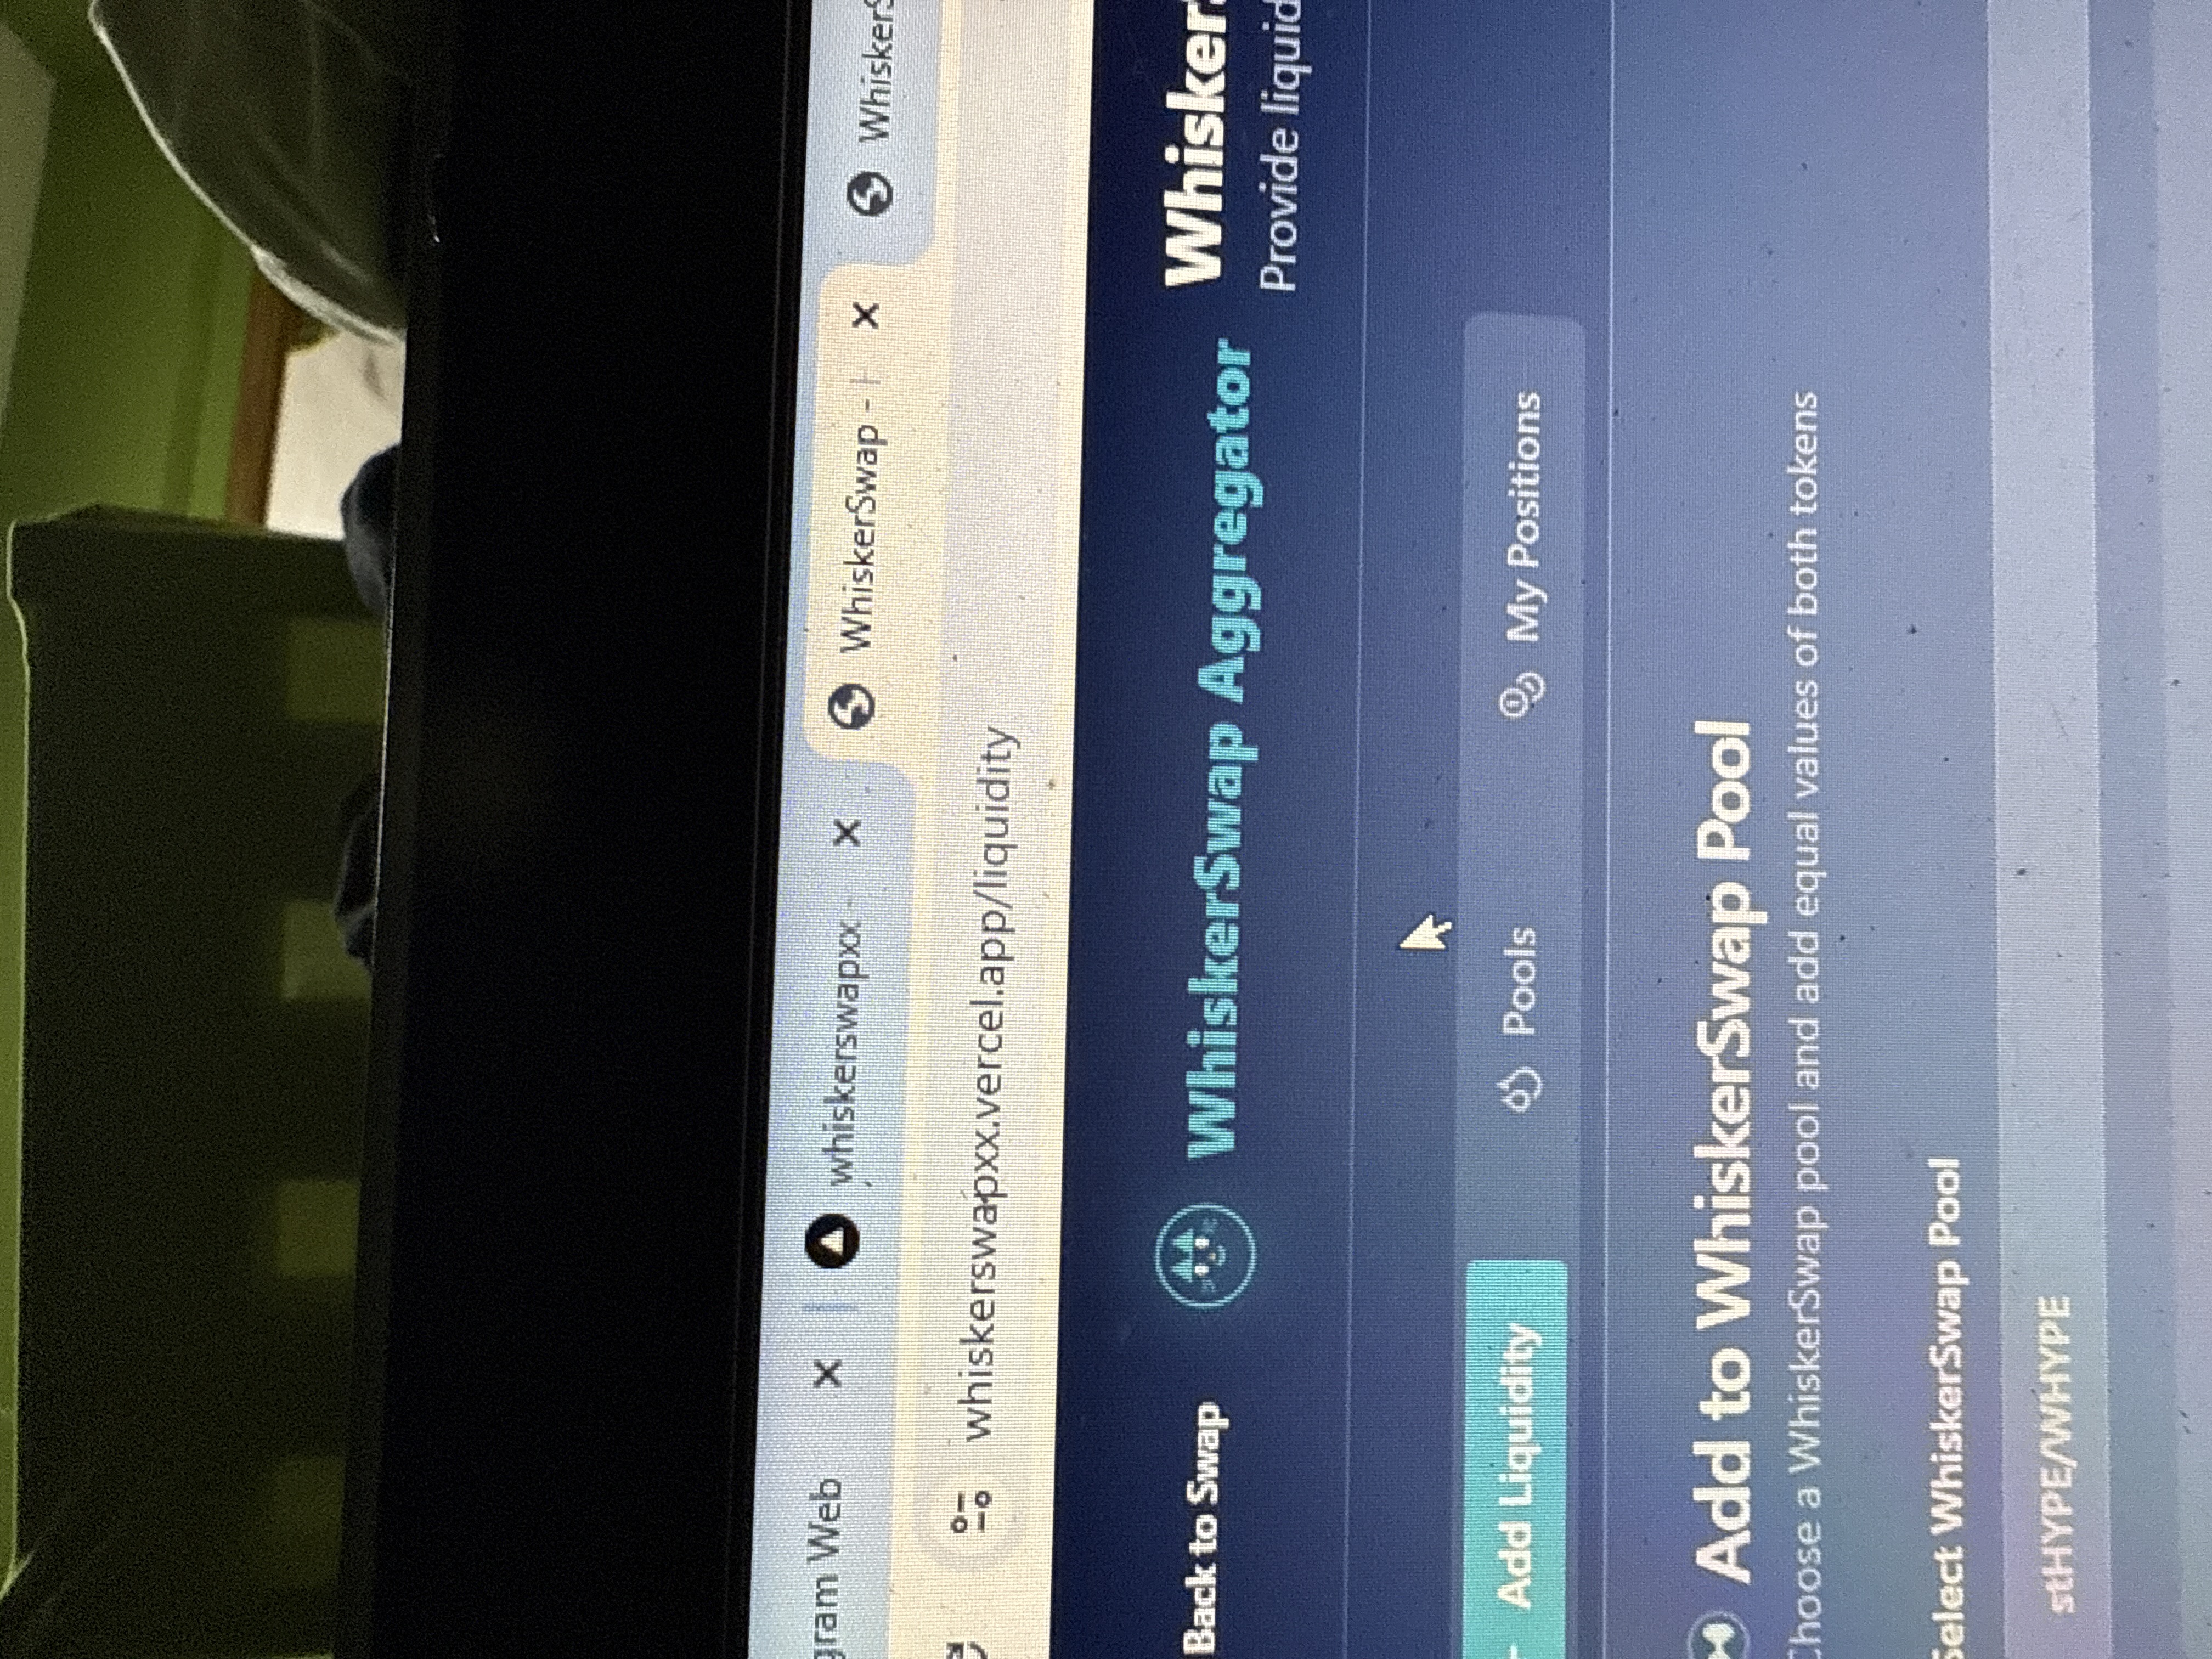 gram Web
whiskerswapxx -
WhiskerSwap -
WhiskerS
whiskerswapxx.vercel.app/liquidity
Back to Swap
WhiskerSwap Aggregator
Whisker
Provide liquid
Add Liquidity
Pools
My Positions
Add to WhiskerSwap Pool
Choose a WhiskerSwap pool and add equal values of both tokens
Select WhiskerSwap Pool
stHYPE/WHYPE